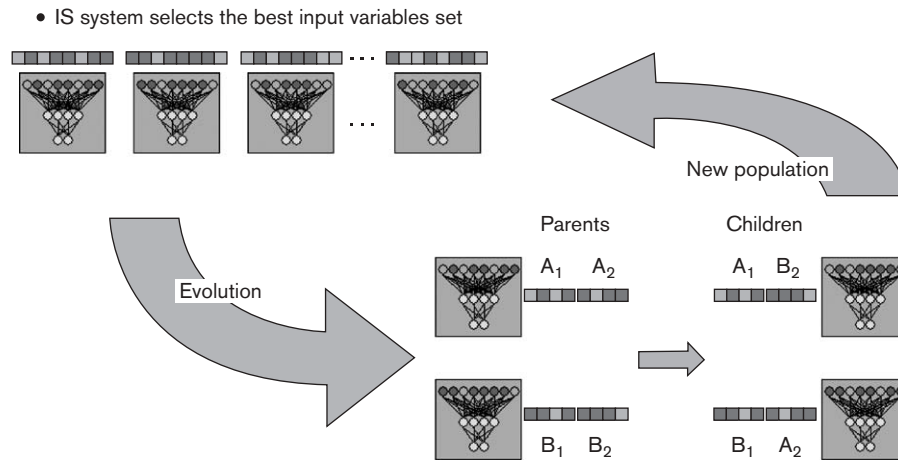 • IS system selects the best input variables set
...
...
New population
Evolution
Parents Children
A₁ A₂ A₁ B₂
B₁ B₂ B₁ A₂